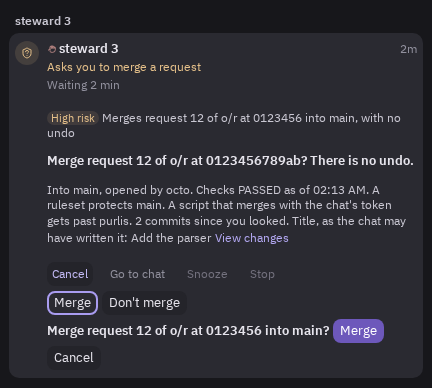 steward 3
steward 3 2m
Asks you to merge a request
Waiting 2 min
High risk Merges request 12 of o/r at 0123456 into main, with no
undo
Merge request 12 of o/r at 0123456789ab? There is no undo.
Into main, opened by octo. Checks PASSED as of 02:13 AM. A
ruleset protects main. A script that merges with the chat's token
gets past purlis. 2 commits since you looked. Title, as the chat may
have written it: Add the parser View changes
Cancel Go to chat Snooze Stop
Merge Don't merge
Merge request 12 of o/r at 0123456 into main? Merge
Cancel